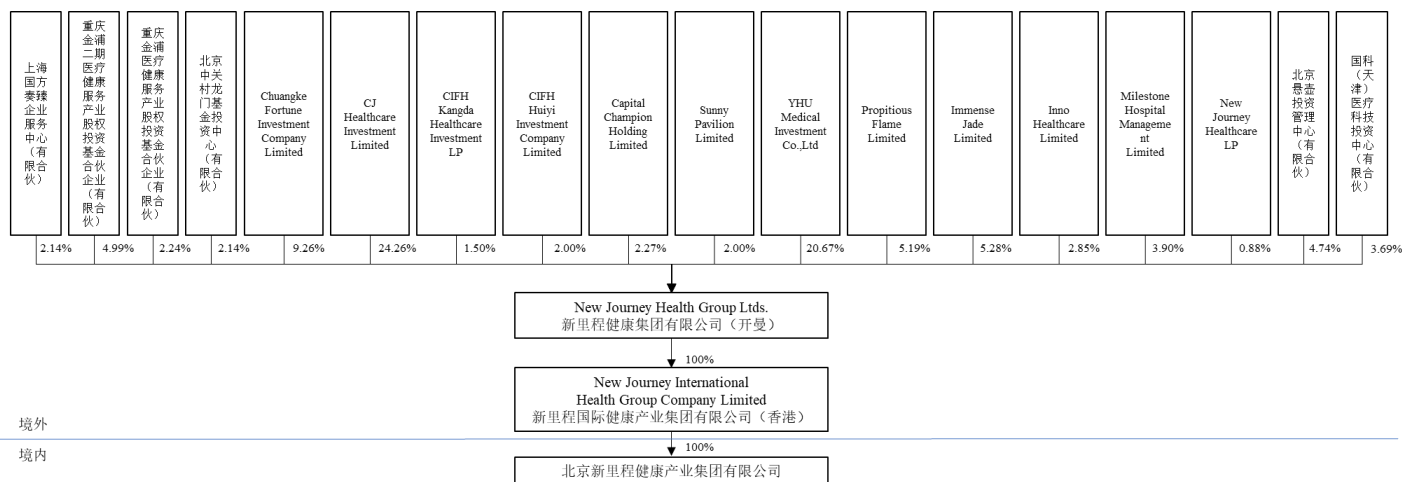 上海
国方
奏臻
企业
服务
中心
（有
限合
伙）
重庆
金浦
二期
医疗
健康
服务
产业
股权
投资
基金
合伙
企业
（有
限合
伙）
重庆
金浦
医疗
健康
服务
产业
股权
投资
基金
合伙
企业
（有
限合
伙）
北京
中关
村龙
门基
金投
资中
心
（有
限合
伙）
Chuangke
Fortune
Investment
Company
Limited
CJ
Healthcare
Investment
Limited
CIFH
Kangda
Healthcare
Investment
LP
CIFH
Huiyi
Investment
Company
Limited
Capital
Champion
Holding
Limited
Sunny
Pavilion
Limited
YHU
Medical
Investment
Co.,Ltd
Propitious
Flame
Limited
Immense
Jade
Limited
Inno
Healthcare
Limited
Milestone
Hospital
Manageme
nt
Limited
New
Journey
Healthcare
LP
北京
悬壶
投资
管理
中心
（有
限合
伙）
国科
（天
津）
医疗
科技
投资
中心
（有
限合
伙）
2.14%
4.99%
2.24%
2.14%
9.26%
24.26%
1.50%
2.00%
2.27%
2.00%
20.67%
5.19%
5.28%
2.85%
3.90%
0.88%
4.74%
3.69%
New Journey Health Group Ltds.
新里程健康集团有限公司（开曼）
100%
New Journey International
Health Group Company Limited
新里程国际健康产业集团有限公司（香港）
境外
境内
100%
北京新里程健康产业集团有限公司